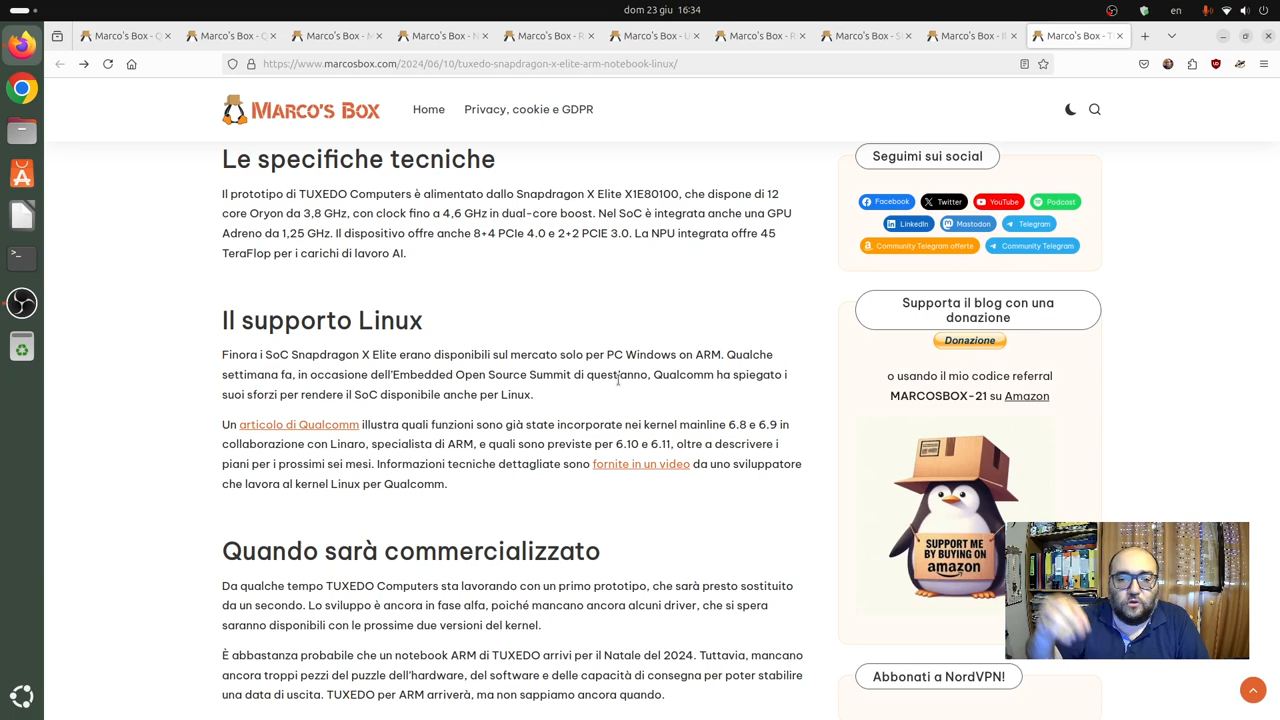 dom 23 giu 16:34
en
Marco's Box - Q
Marco's Box - Q
Marco's Box - M
Marco's Box - N
Marco's Box - R
Marco's Box - U
Marco's Box - R
Marco's Box - S
Marco's Box - Il
Marco's Box - T
https://www.marcosbox.com/2024/06/10/tuxedo-snapdragon-x-elite-arm-notebook-linux/
MARCO'S BOX
Home
Privacy, cookie e GDPR
Le specifiche tecniche
Il prototipo di TUXEDO Computers è alimentato dallo Snapdragon X Elite X1E80100, che dispone di 12
core Oryon da 3,8 GHz, con clock fino a 4,6 GHz in dual-core boost. Nel SoC è integrata anche una GPU
Adreno. Il dispositivo offre anche 8+4 PCIe 4.0 e 2+2 PCIE 3.0. La NPU integrata offre 45
TeraFlop per i carichi di lavoro AI.
Il supporto Linux
Finora i SoC Snapdragon X Elite erano disponibili sul mercato solo per PC Windows on ARM. Qualche
settimana fa, in occasione dell'Embedded Open Source Summit di quest'anno, Qualcomm ha spiegato i
suoi sforzi per rendere il SoC disponibile anche per Linux.
Un articolo di Qualcomm illustra quali funzioni sono già state incorporate nei kernel mainline 6.8 e 6.9 in
collaborazione con Linaro, specialista di ARM, e quali sono previste per 6.10 e 6.11, oltre a descrivere i
piani per i prossimi sei mesi. Informazioni tecniche dettagliate sono fornite in un video da uno sviluppatore
che lavora al kernel Linux per Qualcomm.
Quando sarà commercializzato
Da qualche tempo TUXEDO Computers sta lavorando con un primo prototipo, che sarà presto sostituito
da un secondo. Lo sviluppo è ancora in fase alfa, poiché mancano ancora alcuni driver, che si spera
saranno disponibili con le prossime due versioni del kernel.
È abbastanza probabile che un notebook ARM di TUXEDO arrivi per il Natale del 2024. Tuttavia, mancano
ancora troppi pezzi del puzzle dell'hardware, del software e delle capacità di consegna per poter stabilire
una data di uscita. TUXEDO per ARM arriverà, ma non sappiamo ancora quando.
Seguimi sui social
Facebook
Twitter
YouTube
Podcast
LinkedIn
Mastodon
Telegram
Community Telegram offerte
Community Telegram
Supporta il blog con una
donazione
Donazione
o usando il mio codice referral
MARCOSBOX-21 su Amazon
SUPPORT ME
BY BUYING ON
amazon
Abbonati a NordVPN!